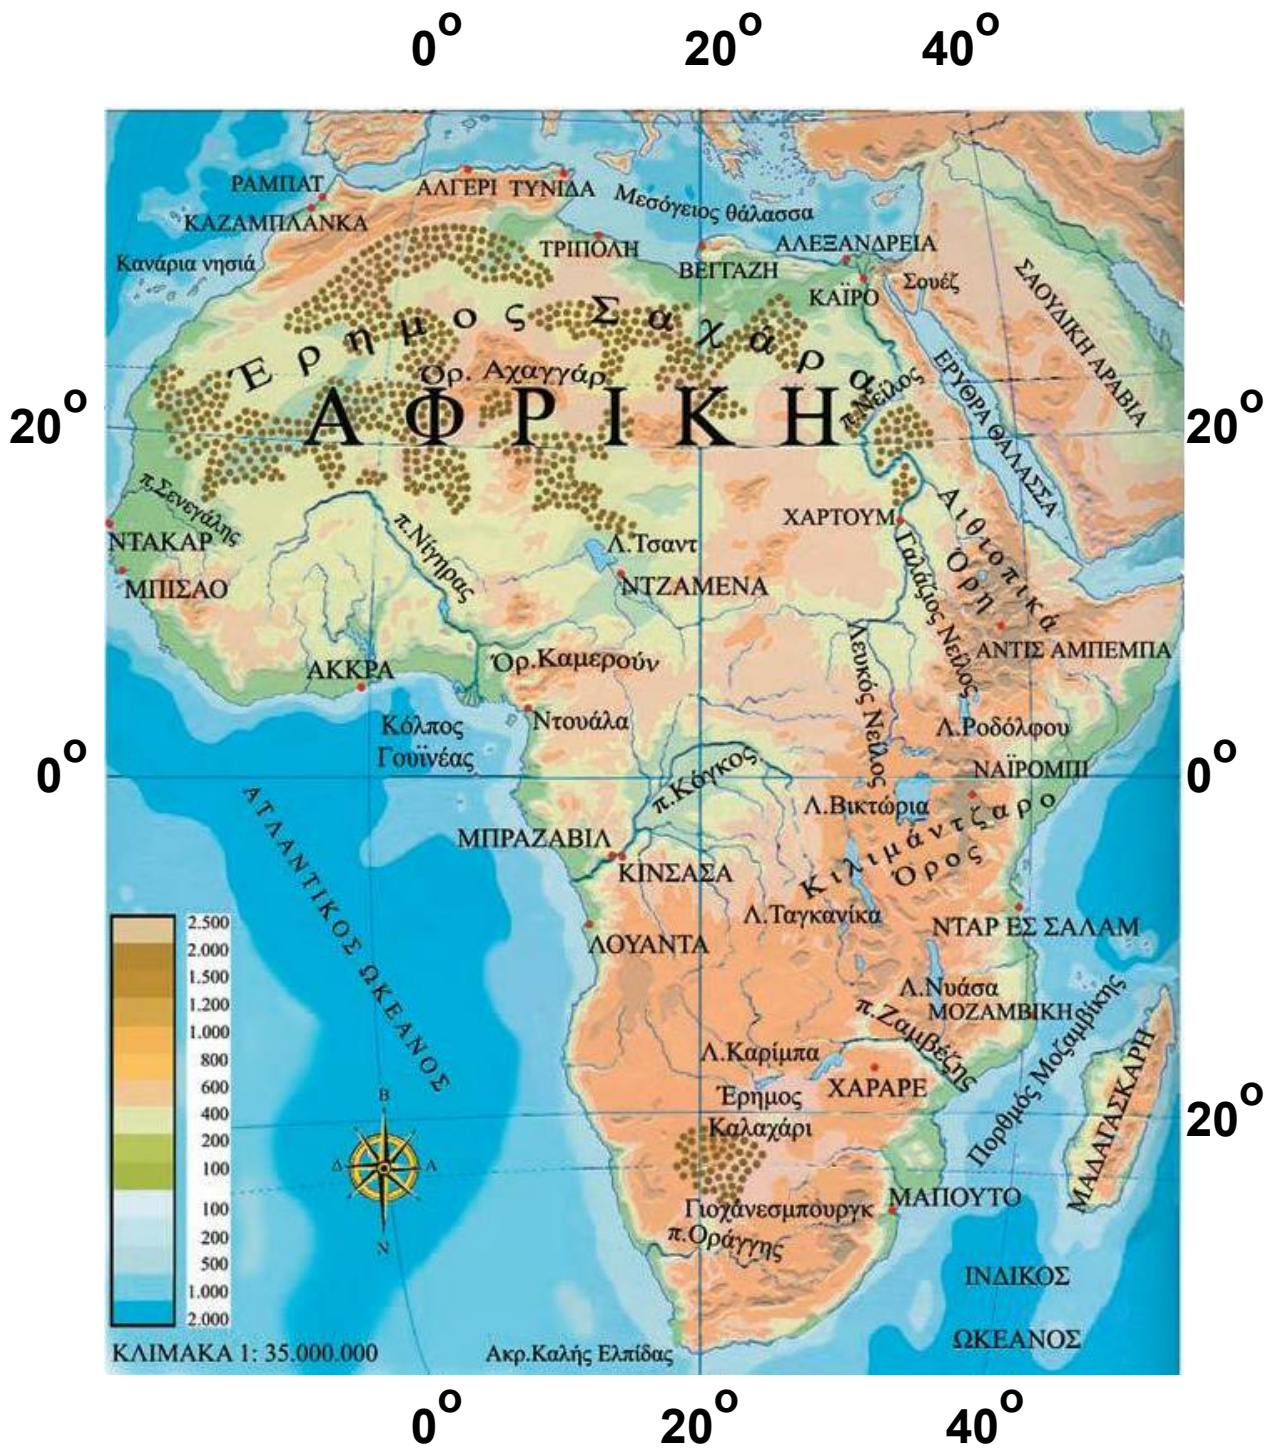 0° 20° 40°
ΡΑΜΠΑΤ
ΑΛΓΕΡΙ ΤΥΝΙΔΑ
Μεσόγειος θάλασσα
ΚΑΖΑΜΠΛΑΝΚΑ
ΤΡΙΠΟΛΗ
ΑΛΕΞΑΝΔΡΕΙΑ
Κανάρια νησιά
ΒΕΓΓΑΖΗ
Σουέζ
ΚΑΪΡΟ
ΣΑΟΥΔΙΚΗ ΑΡΑΒΙΑ
Έρημος Σαχάρα
Όρ. Αχαγγάρ
ΕΡΥΘΡΑ ΘΑΛΑΣΣΑ
π.Νείλος
20° ΑΦΡΙΚΗ 20°
π.Σενεγάλης
π.Νίγηρας
ΧΑΡΤΟΥΜ
Αιθιοπικά
Όρη
ΝΤΑΚΑΡ
Λ.Τσαντ
Γαλάζιος Νείλος
ΜΠΙΣΑΟ
ΝΤΖΑΜΕΝΑ
Λευκός Νείλος
ΑΝΤΙΣ ΑΜΠΕΜΠΑ
ΑΚΚΡΑ
Όρ.Καμερούν
Κόλπος
Γουϊνέας
Ντουάλα
Λ.Ροδόλφου
0° 0°
ΝΑΪΡΟΜΠΙ
π.Κόγκος
Λ.Βικτώρια
ΑΤΛΑΝΤΙΚΟΣ ΩΚΕΑΝΟΣ
ΜΠΡΑΖΑΒΙΛ
Κιλιμάντζαρο
Όρος
ΚΙΝΣΑΣΑ
Λ.Ταγκανίκα
ΝΤΑΡ ΕΣ ΣΑΛΑΜ
ΛΟΥΑΝΤΑ
Λ.Νυάσα
ΜΟΖΑΜΒΙΚΗ
π.Ζαμβέζης
Πορθμός Μοζαμβίκης
Λ.Καρίμπα
ΧΑΡΑΡΕ
ΜΑΔΑΓΑΣΚΑΡΗ
Έρημος
Καλαχάρι
20°
ΜΑΠΟΥΤΟ
Γιοχάνεσμπουργκ
π.Οράγγης
ΙΝΔΙΚΟΣ
ΩΚΕΑΝΟΣ
Ακρ.Καλής Ελπίδας
2.500
2.000
1.500
1.200
1.000
800
600
400
200
100
100
200
500
1.000
2.000
Β
Δ Α
Ν
ΚΛΙΜΑΚΑ 1: 35.000.000
0° 20° 40°